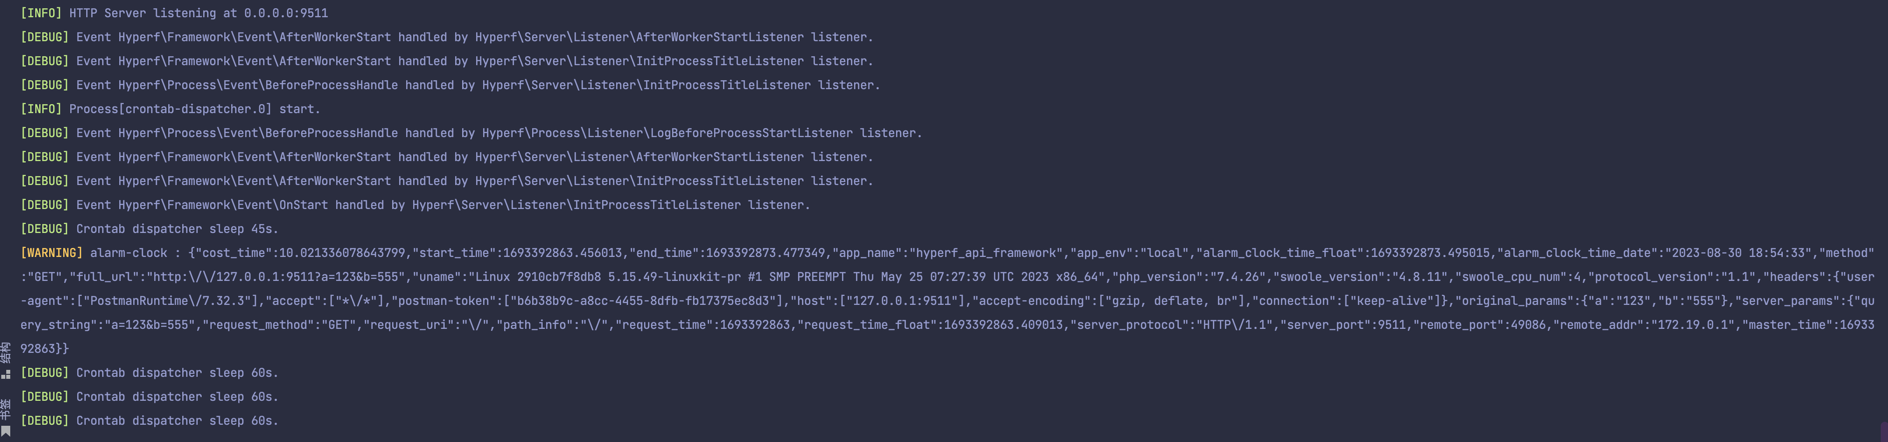 [INFO] HTTP Server listening at 0.0.0.0:9511
[DEBUG] Event Hyperf\Framework\Event\AfterWorkerStart handled by Hyperf\Server\Listener\AfterWorkerStartListener listener.
[DEBUG] Event Hyperf\Framework\Event\AfterWorkerStart handled by Hyperf\Server\Listener\InitProcessTitleListener listener.
[DEBUG] Event Hyperf\Process\Event\BeforeProcessHandle handled by Hyperf\Server\Listener\InitProcessTitleListener listener.
[INFO] Process[crontab-dispatcher.0] start.
[DEBUG] Event Hyperf\Process\Event\BeforeProcessHandle handled by Hyperf\Process\Listener\LogBeforeProcessStartListener listener.
[DEBUG] Event Hyperf\Framework\Event\AfterWorkerStart handled by Hyperf\Server\Listener\AfterWorkerStartListener listener.
[DEBUG] Event Hyperf\Framework\Event\AfterWorkerStart handled by Hyperf\Server\Listener\InitProcessTitleListener listener.
[DEBUG] Event Hyperf\Framework\Event\OnStart handled by Hyperf\Server\Listener\InitProcessTitleListener listener.
[DEBUG] Crontab dispatcher sleep 45s.
[WARNING] alarm-clock : {"cost_time":10.021336078643799,"start_time":1693392863.456013,"end_time":1693392873.477349,"app_name":"hyperf_api_framework","app_env":"local","alarm_clock_time_float":1693392873.495015,"alarm_clock_time_date":"2023-08-30 18:54:33","method"
:"GET","full_url":"http:\/\/127.0.0.1:9511?a=123&b=555","uname":"Linux 2910cb7f8db8 5.15.49-linuxkit-pr #1 SMP PREEMPT Thu May 25 07:27:39 UTC 2023 x86_64","php_version":"7.4.26","swoole_version":"4.8.11","swoole_cpu_num":4,"protocol_version":"1.1","headers":{"user
-agent":["PostmanRuntime\/7.32.3"],"accept":["*\/*"],"postman-token":["b6b38b9c-a8cc-4455-8dfb-fb17375ec8d3"],"host":["127.0.0.1:9511"],"accept-encoding":["gzip, deflate, br"],"connection":["keep-alive"]},"original_params":{"a":"123","b":"555"},"server_params":{"qu
ery_string":"a=123&b=555","request_method":"GET","request_uri":"\/","path_info":"\/","request_time":1693392863,"request_time_float":1693392863.409013,"server_protocol":"HTTP\/1.1","server_port":9511,"remote_port":49086,"remote_addr":"172.19.0.1","master_time":16933
92863}}
[DEBUG] Crontab dispatcher sleep 60s.
[DEBUG] Crontab dispatcher sleep 60s.
[DEBUG] Crontab dispatcher sleep 60s.
结构
书签